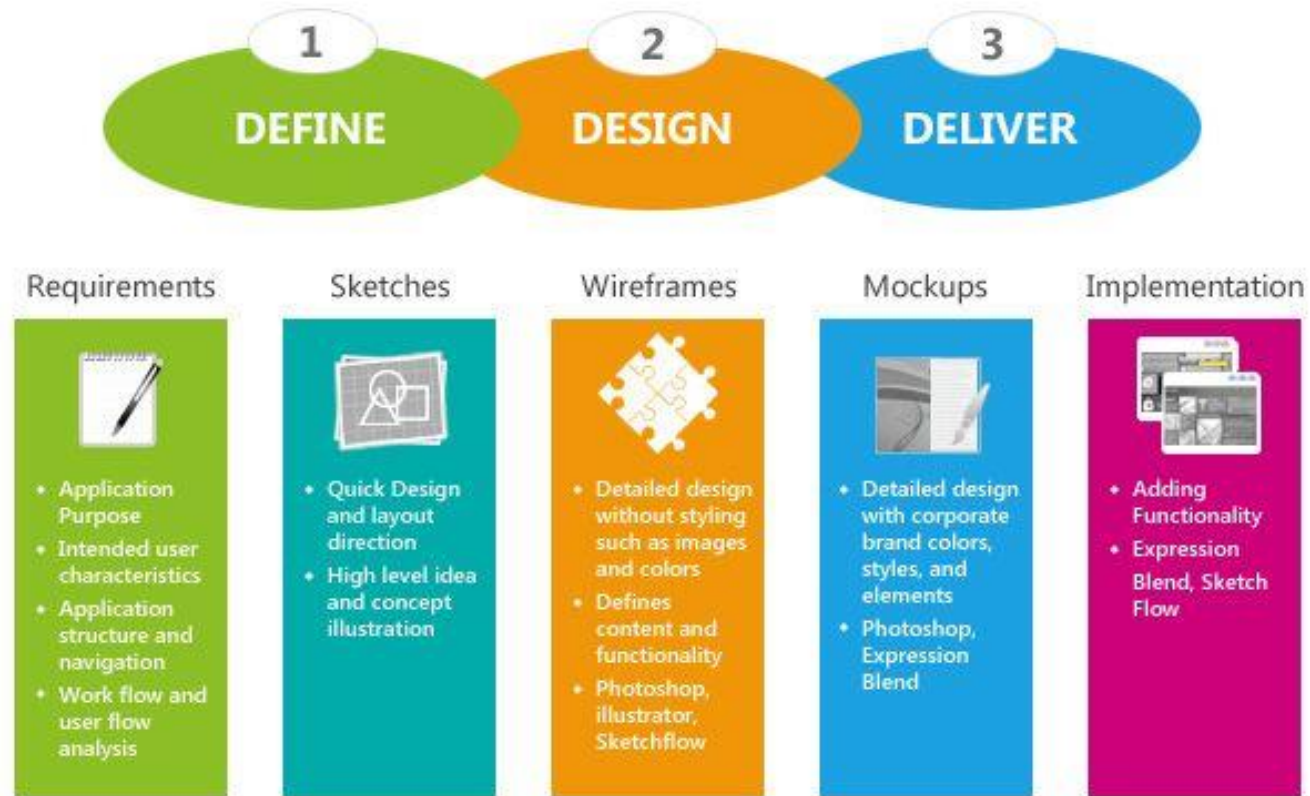 1
2
3
DEFINE
DESIGN
DELIVER
Requirements
• Application
Purpose
• Intended user
characteristics
• Application
structure and
navigation
• Work flow and
user flow
analysis
Sketches
• Quick Design
and layout
direction
• High level idea
and concept
illustration
Wireframes
• Detailed design
without styling
such as images
and colors
• Defines
content and
functionality
• Photoshop,
illustrator,
Sketchflow
Mockups
• Detailed design
with corporate
brand colors,
styles, and
elements
• Photoshop,
Expression
Blend
Implementation
• Adding
Functionality
• Expression
Blend, Sketch
Flow